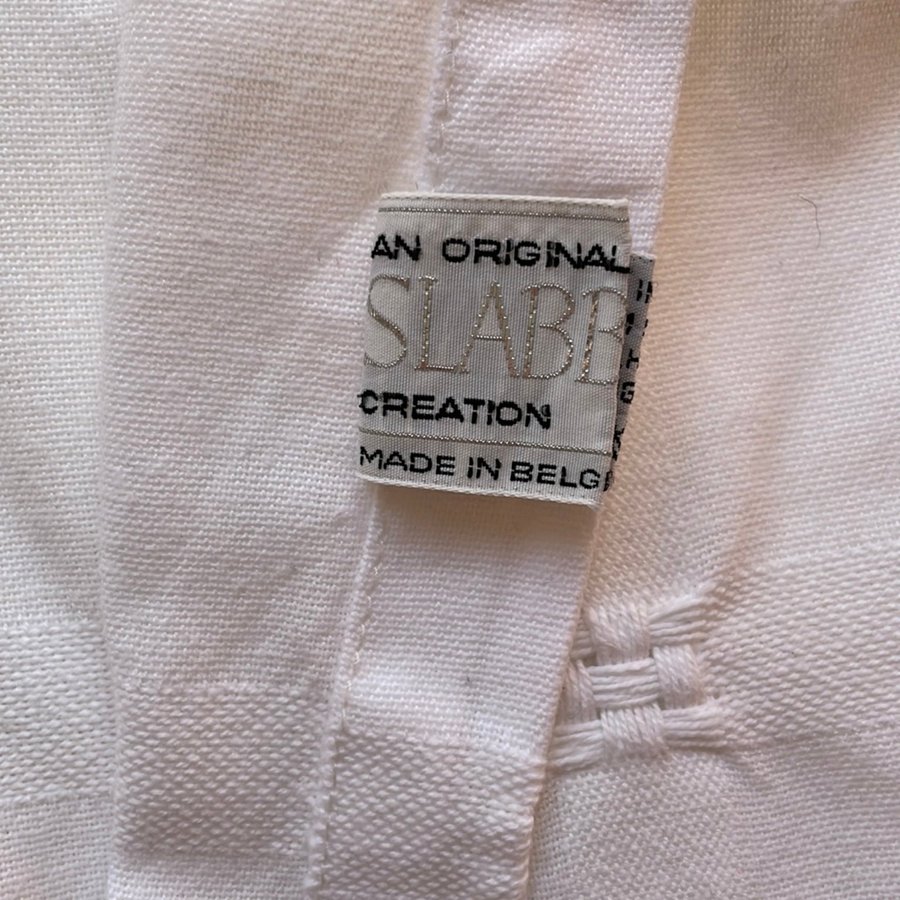 AN ORIGINAL
SLABB
CREATION
MADE IN BELG